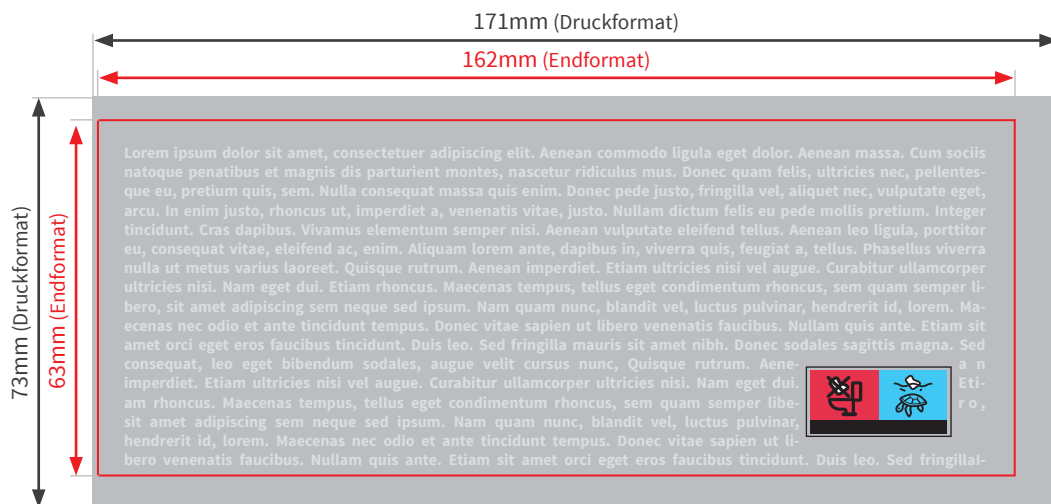 171mm (Druckformat)
162mm (Endformat)
73mm (Druckformat)
63mm (Endformat)
Lorem ipsum dolor sit amet, consectetuer adipiscing elit. Aenean commodo ligula eget dolor. Aenean massa. Cum sociis
natoque penatibus et magnis dis parturient montes, nascetur ridiculus mus. Donec quam felis, ultricies nec, pellentes-
que eu, pretium quis, sem. Nulla consequat massa quis enim. Donec pede justo, fringilla vel, aliquet nec, vulputate eget,
arcu. In enim justo, rhoncus ut, imperdiet a, venenatis vitae, justo. Nullam dictum felis eu pede mollis pretium. Integer
tincidunt. Cras dapibus. Vivamus elementum semper nisi. Aenean vulputate eleifend tellus. Aenean leo ligula, porttitor
eu, consequat vitae, eleifend ac, enim. Aliquam lorem ante, dapibus in, viverra quis, feugiat a, tellus. Phasellus viverra
nulla ut metus varius laoreet. Quisque rutrum. Aenean imperdiet. Etiam ultricies nisi vel augue. Curabitur ullamcorper
ultricies nisi. Nam eget dui. Etiam rhoncus. Maecenas tempus, tellus eget condimentum rhoncus, sem quam semper li-
bero, sit amet adipiscing sem neque sed ipsum. Nam quam nunc, blandit vel, luctus pulvinar, hendrerit id, lorem. Ma-
ecenas nec odio et ante tincidunt tempus. Donec vitae sapien ut libero venenatis faucibus. Nullam quis ante. Etiam sit
amet orci eget eros faucibus tincidunt. Duis leo. Sed fringilla mauris sit amet nibh. Donec sodales sagittis magna. Sed
consequat, leo eget bibendum sodales, augue velit cursus nunc, Quisque rutrum. Aene- a n
imperdiet. Etiam ultricies nisi vel augue. Curabitur ullamcorper ultricies nisi. Nam eget dui. Eti-
am rhoncus. Maecenas tempus, tellus eget condimentum rhoncus, sem quam semper libe- r o ,
sit amet adipiscing sem neque sed ipsum. Nam quam nunc, blandit vel, luctus pulvinar,
hendrerit id, lorem. Maecenas nec odio et ante tincidunt tempus. Donec vitae sapien ut li-
bero venenatis faucibus. Nullam quis ante. Etiam sit amet orci eget eros faucibus tincidunt. Duis leo. Sed fringillal-